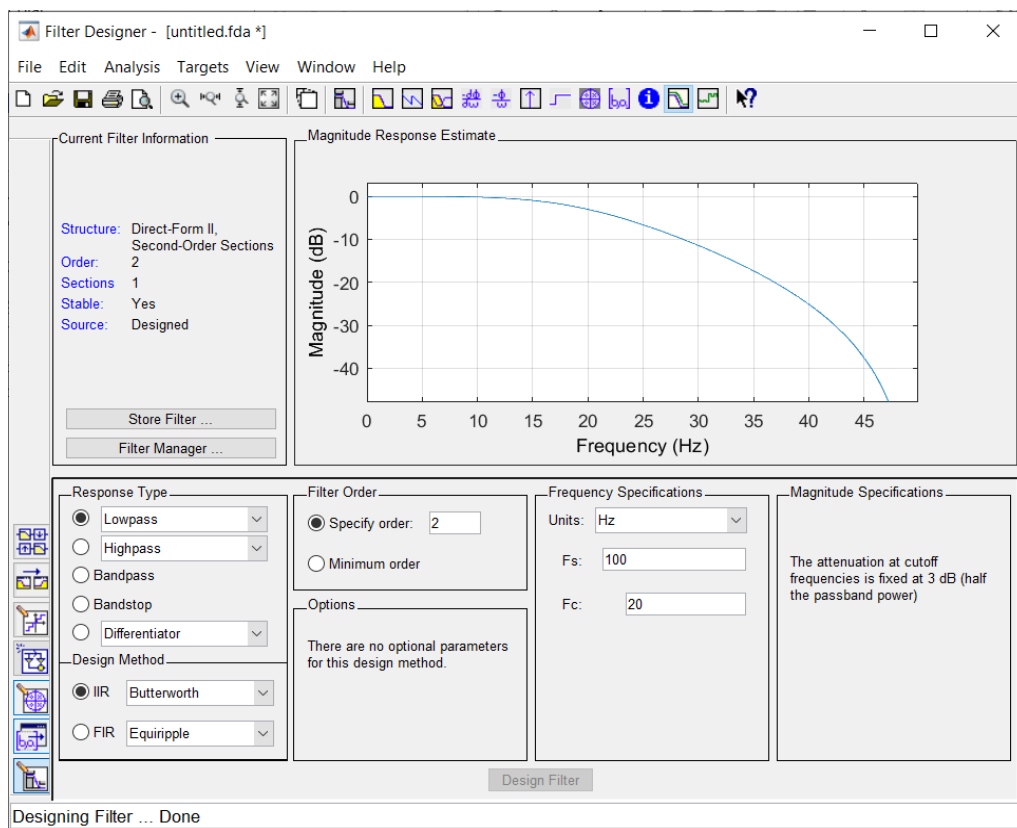 Filter Designer - [untitled.fda *]
File Edit Analysis Targets View Window Help
Current Filter Information
Structure: Direct-Form II,
Second-Order Sections
Order: 2
Sections 1
Stable: Yes
Source: Designed
Store Filter ...
Filter Manager ...
Magnitude Response Estimate
Magnitude (dB)
0
-10
-20
-30
-40
0 5 10 15 20 25 30 35 40 45
Frequency (Hz)
Response Type
Lowpass
Highpass
Bandpass
Bandstop
Differentiator
Design Method
IIR Butterworth
FIR Equiripple
Filter Order
Specify order: 2
Minimum order
Options
There are no optional parameters
for this design method.
Frequency Specifications
Units: Hz
Fs: 100
Fc: 20
Magnitude Specifications
The attenuation at cutoff
frequencies is fixed at 3 dB (half
the passband power)
Design Filter
Designing Filter ... Done